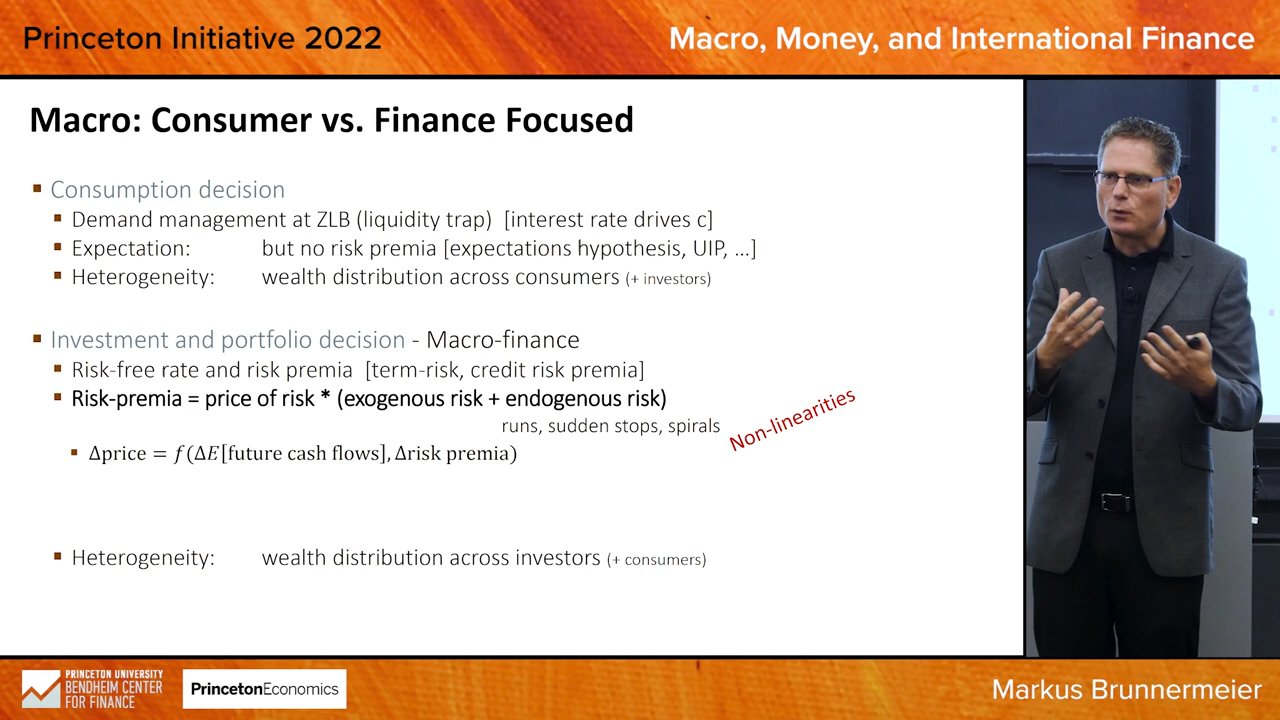 Princeton Initiative 2022
Macro, Money, and International Finance
Macro: Consumer vs. Finance Focused
▪ Consumption decision
▪ Demand management at ZLB (liquidity trap) [interest rate drives c]
▪ Expectation: but no risk premia [expectations hypothesis, UIP, …]
▪ Heterogeneity: wealth distribution across consumers (+ investors)
▪ Investment and portfolio decision - Macro-finance
▪ Risk-free rate and risk premia [term-risk, credit risk premia]
▪ Risk-premia = price of risk * (exogenous risk + endogenous risk)
runs, sudden stops, spirals
Non-linearities
▪ Δprice = f(ΔE[future cash flows], Δrisk premia)
▪ Heterogeneity: wealth distribution across investors (+ consumers)
PRINCETON UNIVERSITY
BENDHEIM CENTER
FOR FINANCE
PrincetonEconomics
Markus Brunnermeier